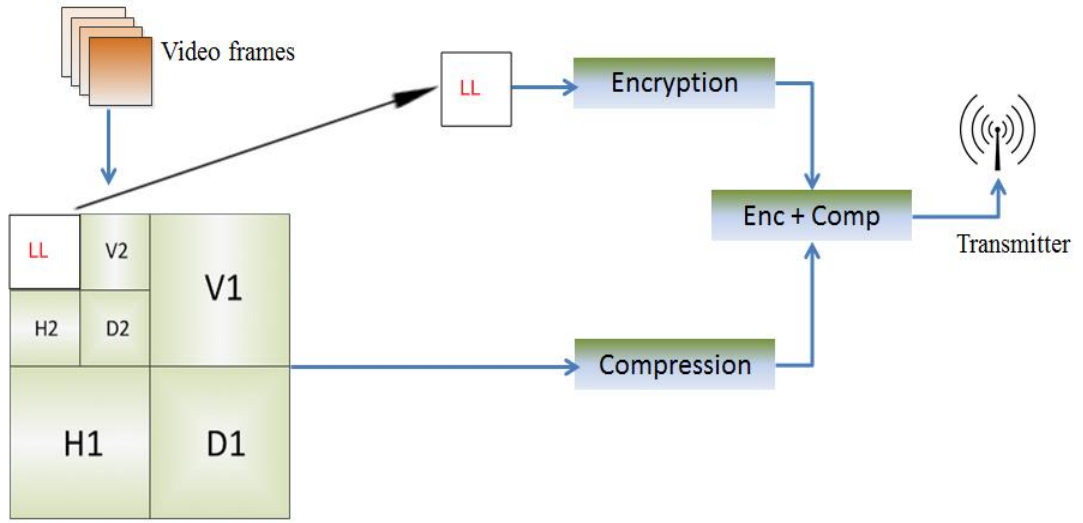 Video frames
LL
Encryption
Enc + Comp
Transmitter
LL
V2
V1
H2
D2
Compression
H1
D1